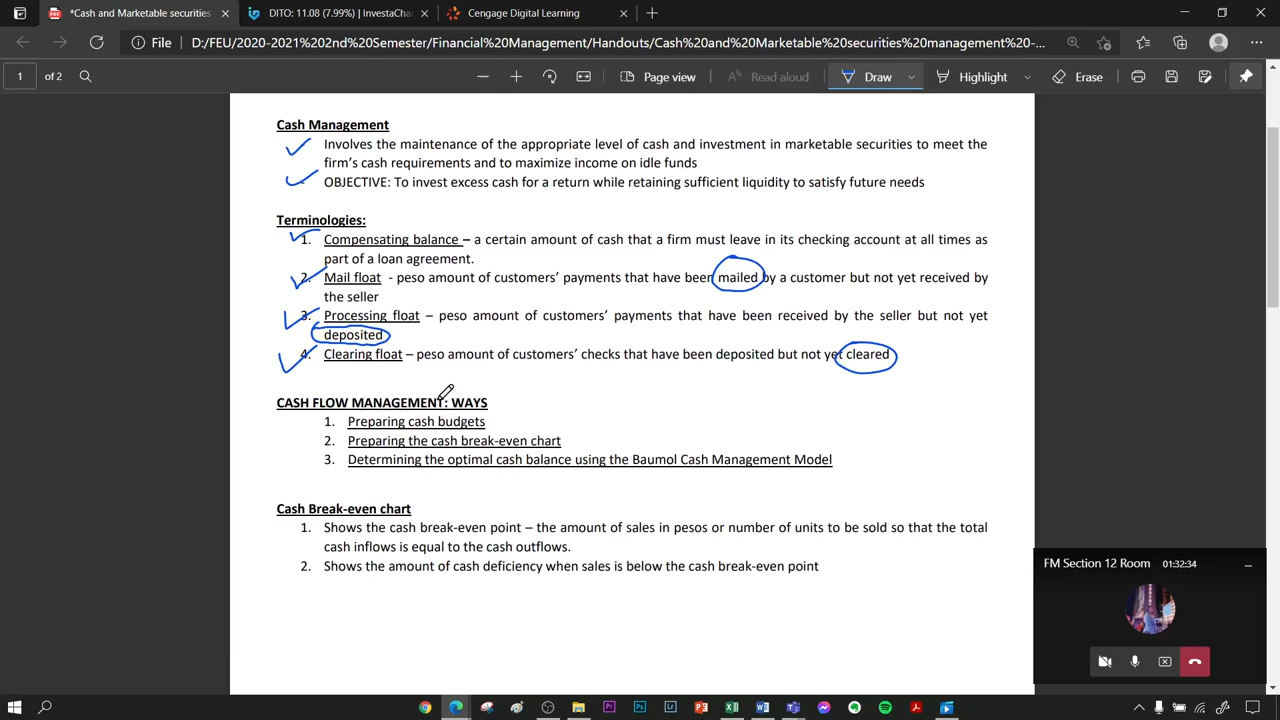 *Cash and Marketable securities
DITO: 11.08 (7.99%) | InvestaCha
Cengage Digital Learning
File
D:/FEU/2020-2021%202nd%20Semester/Financial%20Management/Handouts/Cash%20and%20Marketable%20securities%20management%20-...
1
of 2
Page view
Read aloud
Draw
Highlight
Erase
Cash Management
Involves the maintenance of the appropriate level of cash and investment in marketable securities to meet the
firm's cash requirements and to maximize income on idle funds
OBJECTIVE: To invest excess cash for a return while retaining sufficient liquidity to satisfy future needs
Terminologies:
1. Compensating balance – a certain amount of cash that a firm must leave in its checking account at all times as
part of a loan agreement.
2. Mail float - peso amount of customers' payments that have been mailed by a customer but not yet received by
the seller
3. Processing float – peso amount of customers' payments that have been received by the seller but not yet
deposited
4. Clearing float – peso amount of customers' checks that have been deposited but not yet cleared
CASH FLOW MANAGEMENT: WAYS
1. Preparing cash budgets
2. Preparing the cash break-even chart
3. Determining the optimal cash balance using the Baumol Cash Management Model
Cash Break-even chart
1. Shows the cash break-even point – the amount of sales in pesos or number of units to be sold so that the total
cash inflows is equal to the cash outflows.
2. Shows the amount of cash deficiency when sales is below the cash break-even point
FM Section 12 Room
01:32:34